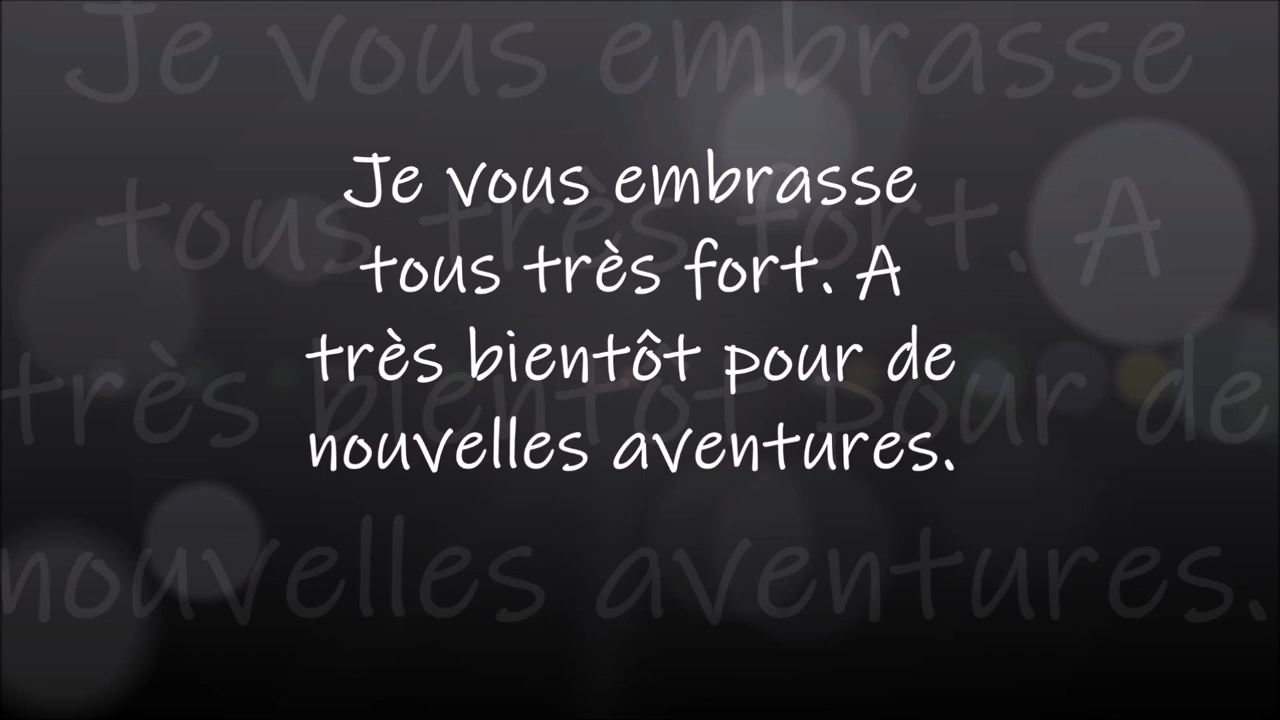 Je vous embrasse
tous très fort. A
très bientôt pour de
nouvelles aventures.